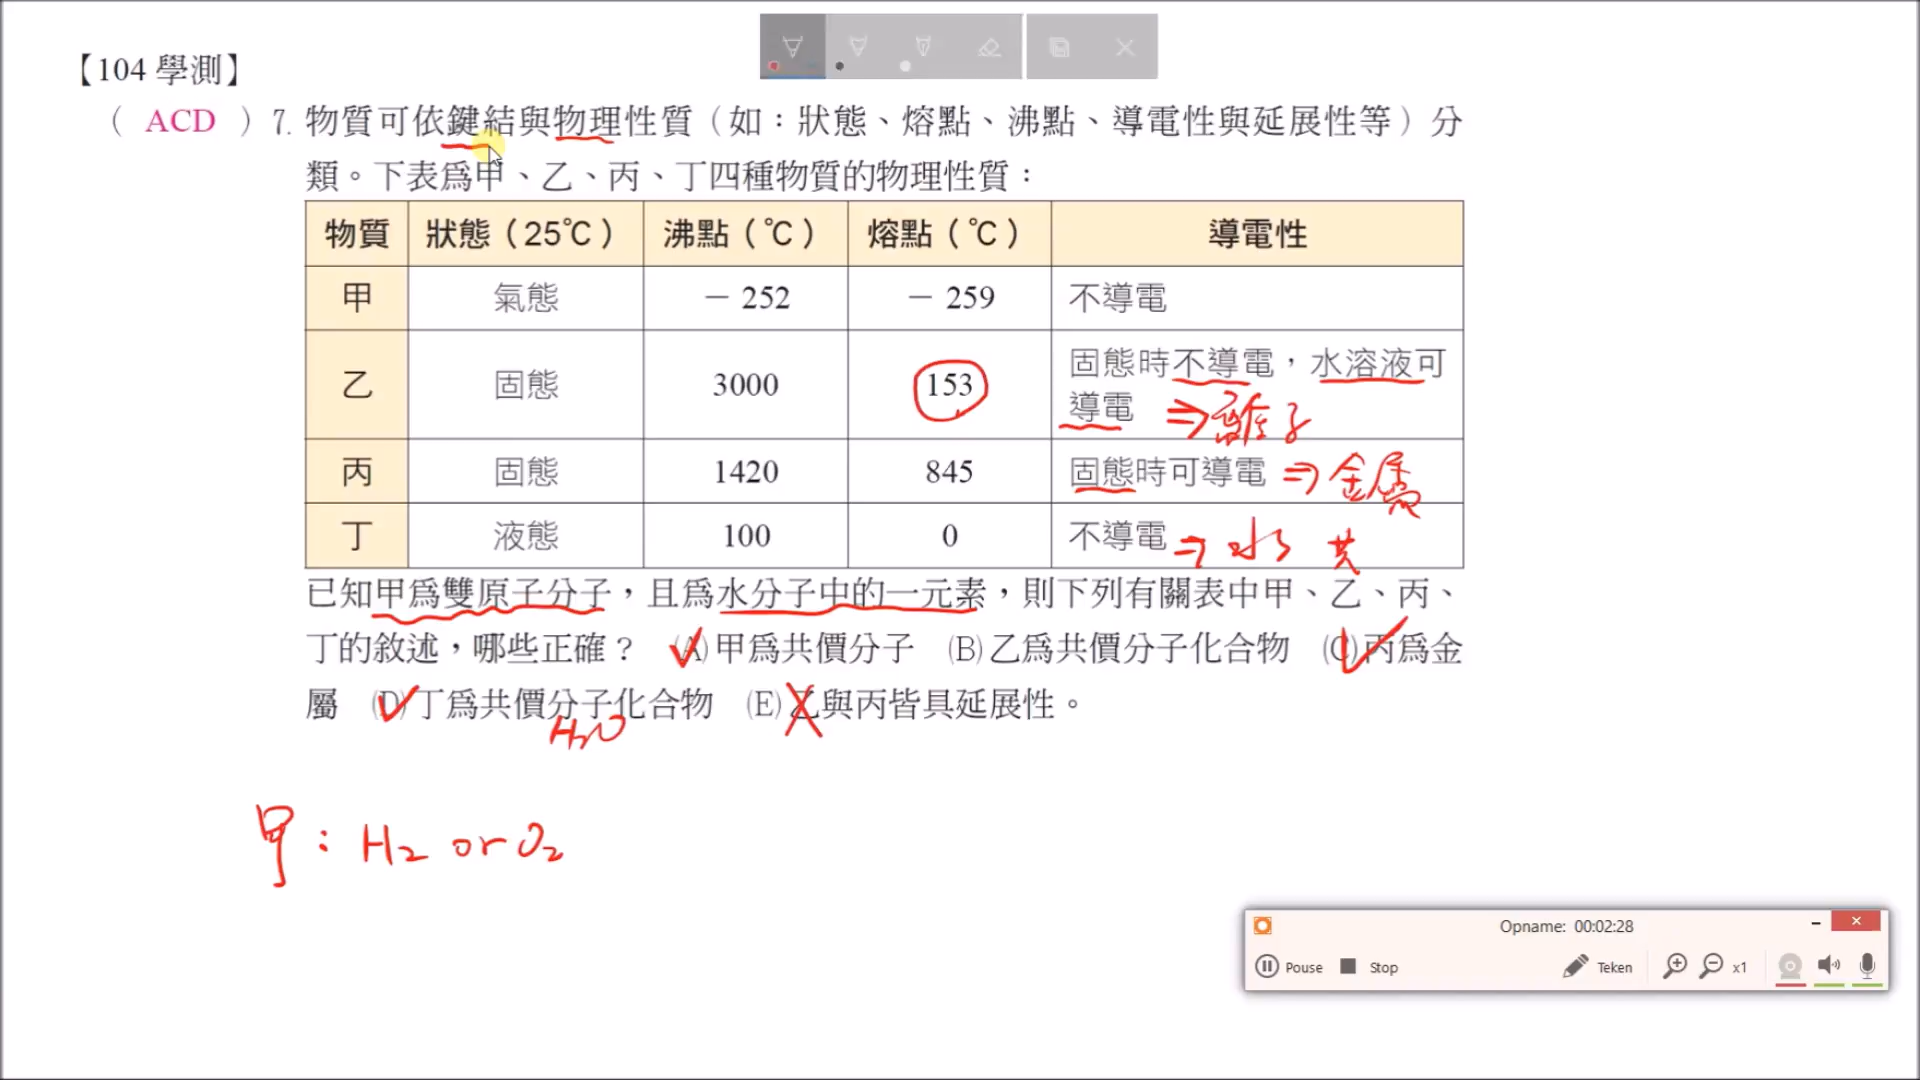 【104 學測】
( ACD ) 7. 物質可依鍵結與物理性質（如：狀態、熔點、沸點、導電性與延展性等）分
類。下表為甲、乙、丙、丁四種物質的物理性質：
物質 狀態（25℃） 沸點（℃） 熔點（℃） 導電性
甲 氣態 － 252 － 259 不導電
乙 固態 3000 153 固態時不導電，水溶液可
導電 ⇒ 離子
丙 固態 1420 845 固態時可導電 ⇒ 金屬
丁 液態 100 0 不導電 ⇒ 水 共
已知甲為雙原子分子，且為水分子中的一元素，則下列有關表中甲、乙、丙、
丁的敘述，哪些正確？ (A)甲為共價分子 (B)乙為共價分子化合物 (C)丙為金
屬 (D)丁為共價分子化合物 (E)乙與丙皆具延展性。
H₂O
甲：H₂ or O₂
Opname: 00:02:28
Pause Stop Teken x1